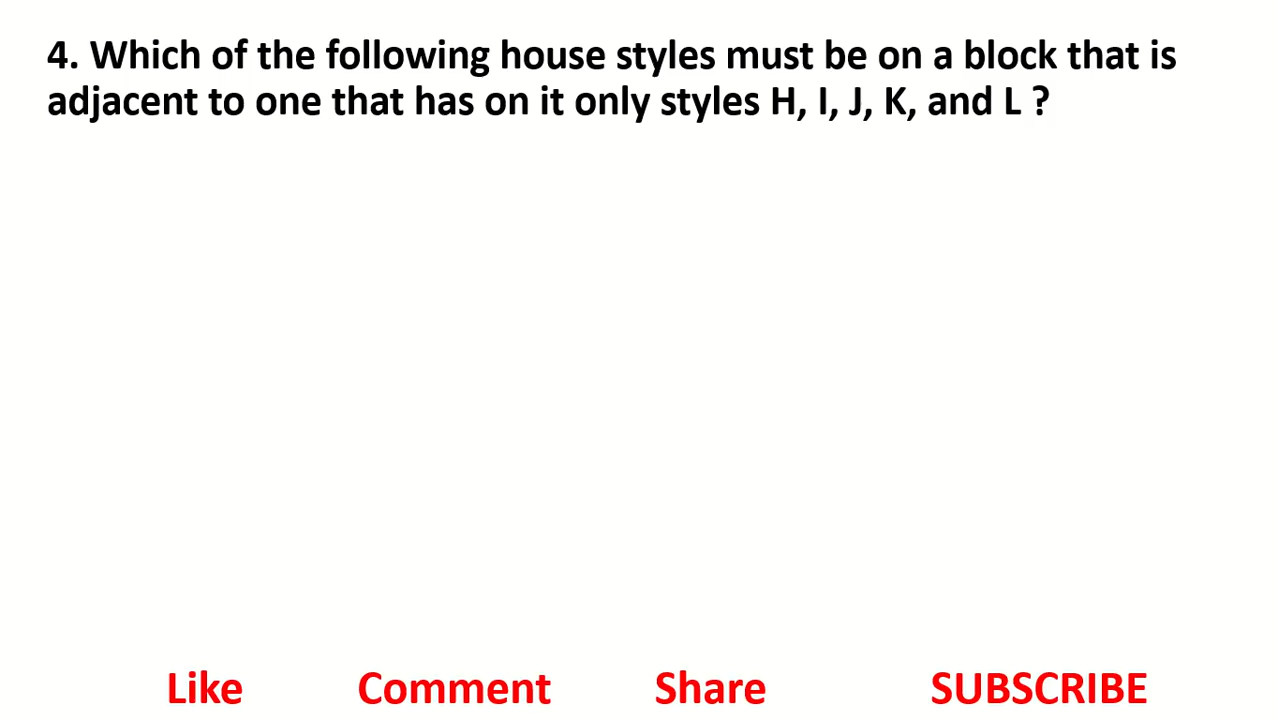 4. Which of the following house styles must be on a block that is
adjacent to one that has on it only styles H, I, J, K, and L ?
Like Comment Share SUBSCRIBE